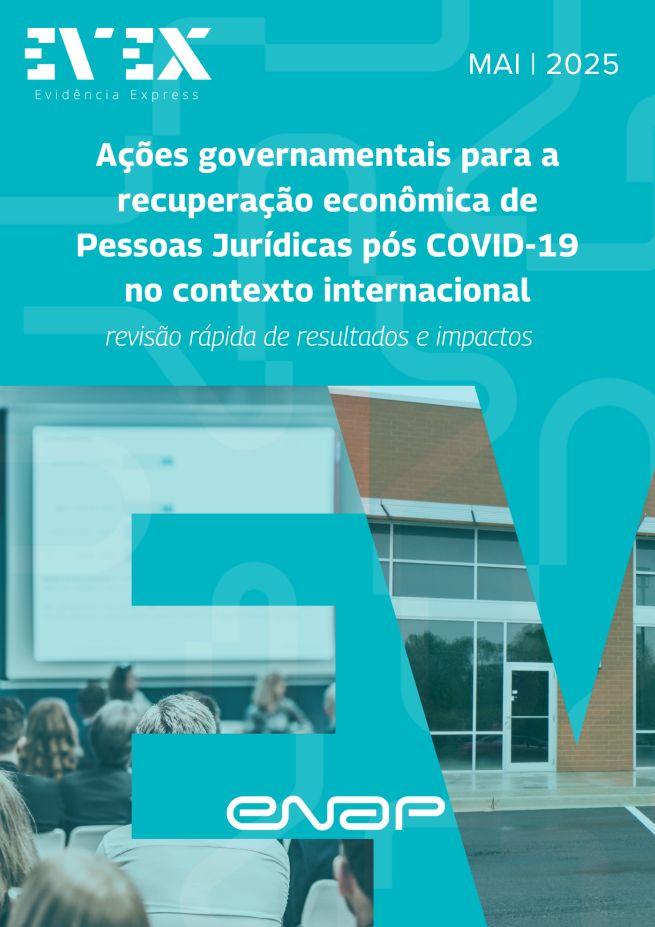 EVEX
Evidência Express
MAI | 2025
Ações governamentais para a
recuperação econômica de
Pessoas Jurídicas pós COVID-19
no contexto internacional
revisão rápida de resultados e impactos
enap